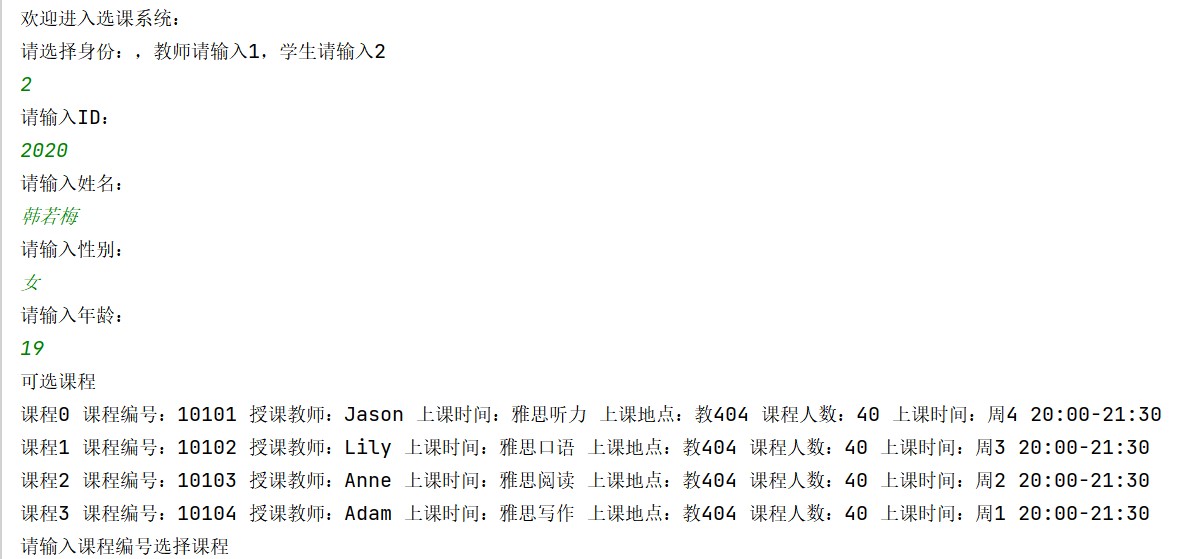 欢迎进入选课系统:
请选择身份:，教师请输入1，学生请输入2
2
请输入ID:
2020
请输入姓名:
韩若梅
请输入性别:
女
请输入年龄:
19
可选课程
课程0 课程编号：10101 授课教师：Jason 上课时间：雅思听力 上课地点：教404 课程人数：40 上课时间：周4 20:00-21:30
课程1 课程编号：10102 授课教师：Lily 上课时间：雅思口语 上课地点：教404 课程人数：40 上课时间：周3 20:00-21:30
课程2 课程编号：10103 授课教师：Anne 上课时间：雅思阅读 上课地点：教404 课程人数：40 上课时间：周2 20:00-21:30
课程3 课程编号：10104 授课教师：Adam 上课时间：雅思写作 上课地点：教404 课程人数：40 上课时间：周1 20:00-21:30
请输入课程编号选择课程